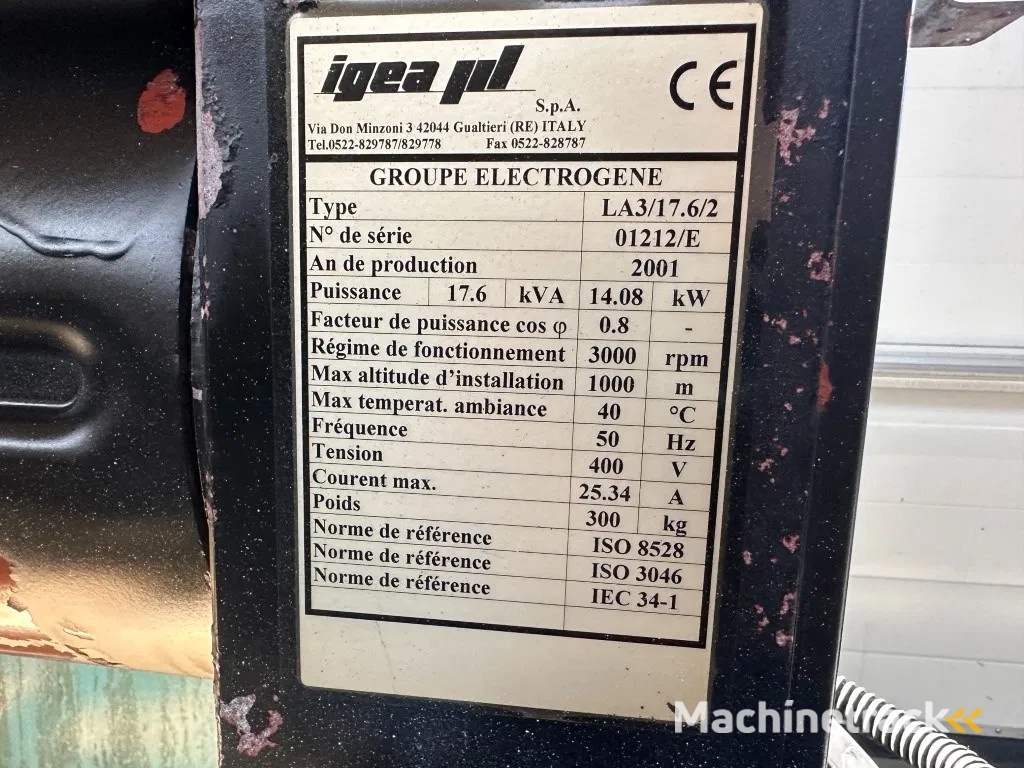 igea pl
S.p.A.
CE
Via Don Minzoni 3 42044 Gualtieri (RE) ITALY
Tel.0522-829787/829778 Fax 0522-828787
GROUPE ELECTROGENE
Type LA3/17.6/2
N° de série 01212/E
An de production 2001
Puissance 17.6 kVA 14.08 kW
Facteur de puissance cos φ 0.8 -
Régime de fonctionnement 3000 rpm
Max altitude d'installation 1000 m
Max temperat. ambiance 40 °C
Fréquence 50 Hz
Tension 400 V
Courent max. 25.34 A
Poids 300 kg
Norme de référence ISO 8528
Norme de référence ISO 3046
Norme de référence IEC 34-1
Machinetrack